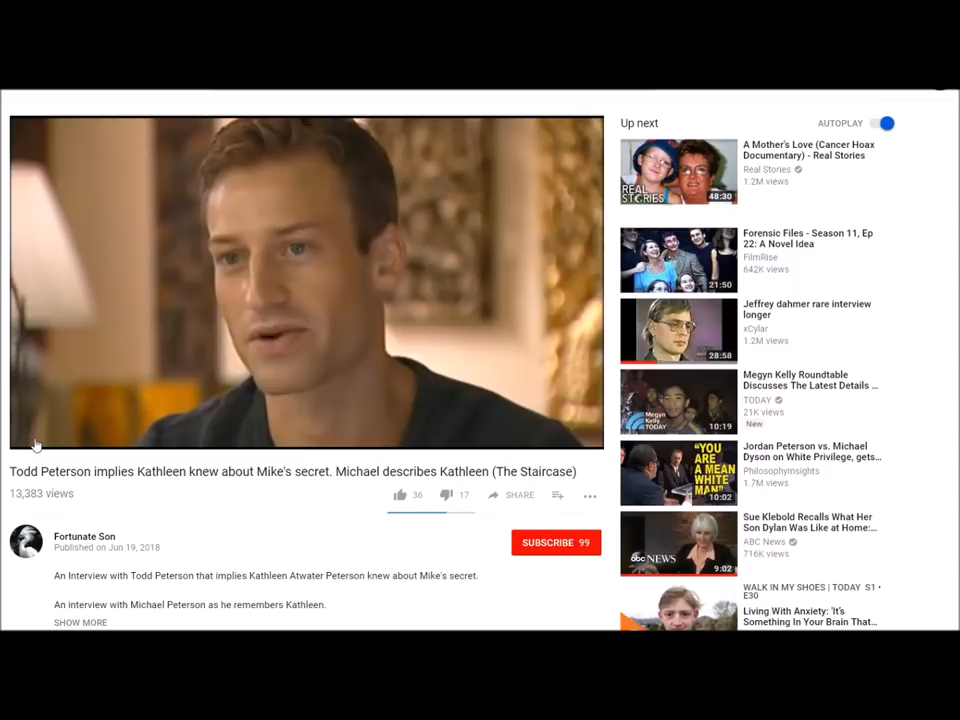 Up next
AUTOPLAY
A Mother's Love (Cancer Hoax
Documentary) - Real Stories
Real Stories
1.2M views
REAL
STORIES
48:30
Forensic Files - Season 11, Ep
22: A Novel Idea
FilmRise
642K views
21:50
Jeffrey dahmer rare interview
longer
xCylar
1.2M views
28:58
Megyn Kelly Roundtable
Discusses The Latest Details ...
TODAY
21K views
New
Megyn
Kelly
TODAY
10:19
Jordan Peterson vs. Michael
Dyson on White Privilege, gets...
PhilosophyInsights
1.7M views
"YOU
ARE A
MEAN
WHITE
MAN"
10:02
Sue Klebold Recalls What Her
Son Dylan Was Like at Home:...
ABC News
716K views
abc NEWS
9:02
WALK IN MY SHOES | TODAY S1 •
E30
Living With Anxiety: 'It's
Something In Your Brain That...
Todd Peterson implies Kathleen knew about Mike's secret. Michael describes Kathleen (The Staircase)
13,383 views
36 17 SHARE
Fortunate Son
Published on Jun 19, 2018
SUBSCRIBE 99
An Interview with Todd Peterson that implies Kathleen Atwater Peterson knew about Mike's secret.
An interview with Michael Peterson as he remembers Kathleen.
SHOW MORE